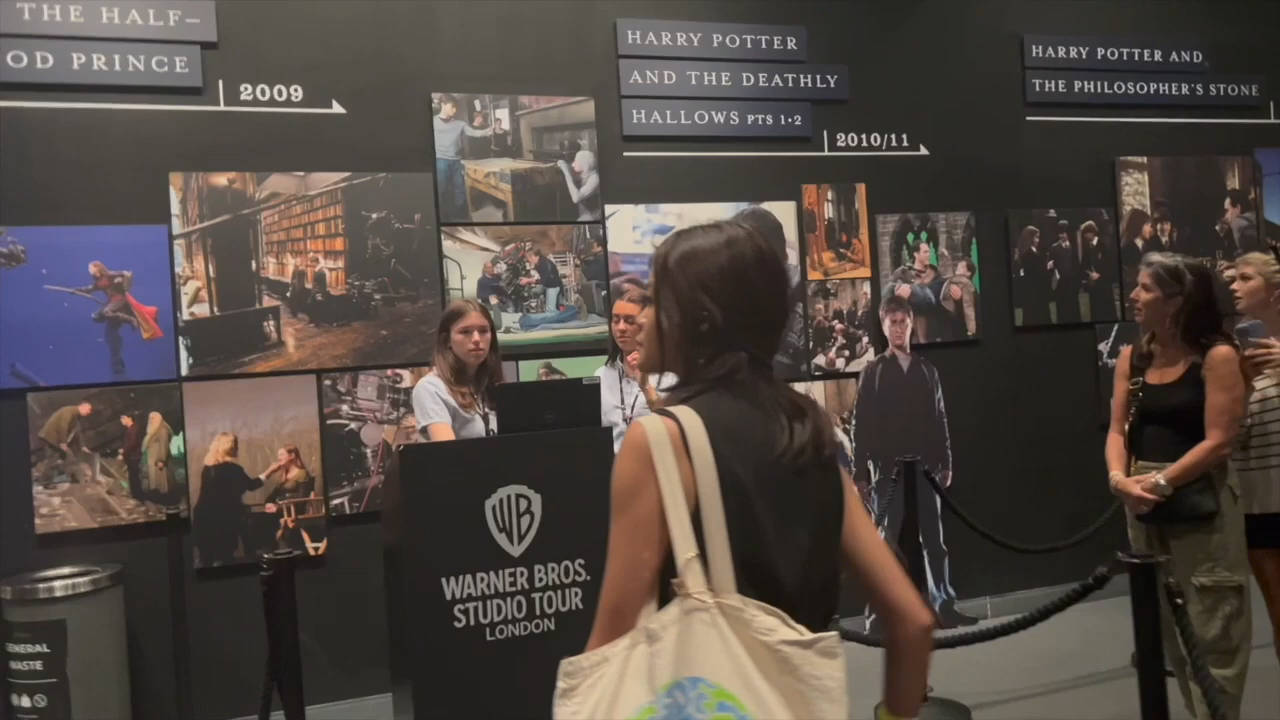 THE HALF-
OD PRINCE
2009
HARRY POTTER
AND THE DEATHLY
HALLOWS PTS 1·2
2010/11
HARRY POTTER AND
THE PHILOSOPHER'S STONE
WB
WARNER BROS.
STUDIO TOUR
LONDON
GENERAL
WASTE